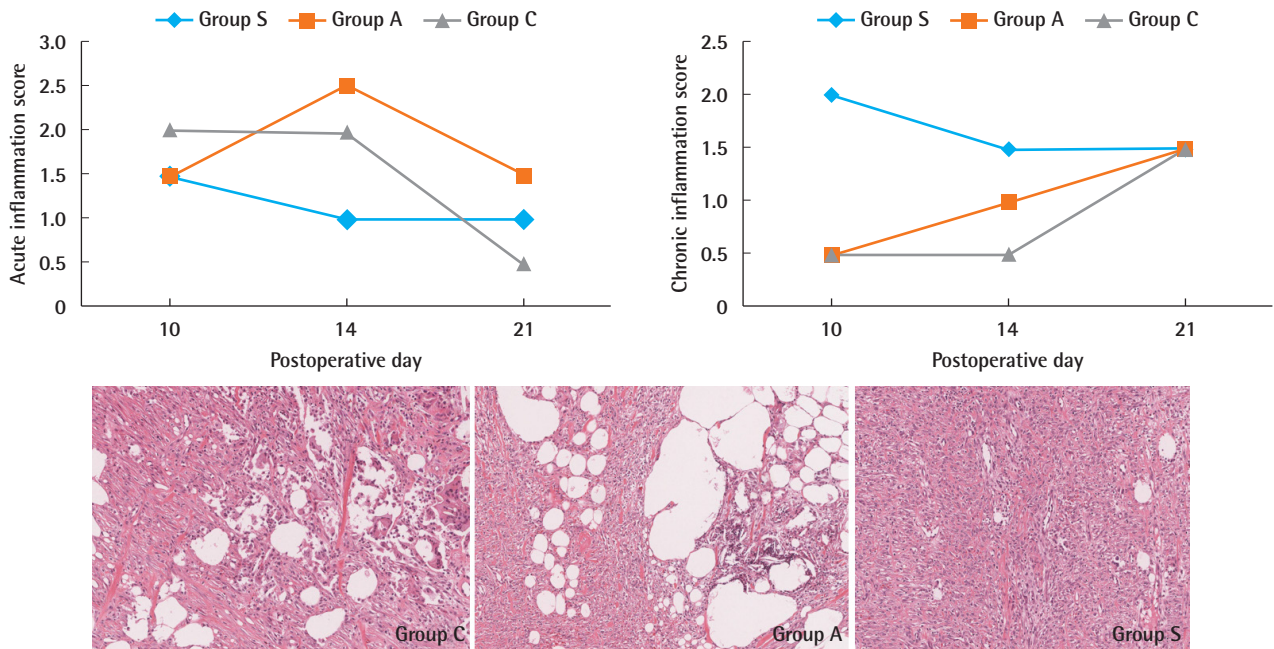 Group S Group A Group C
Acute inflammation score
3.0
2.5
2.0
1.5
1.0
0.5
0
10 14 21
Postoperative day
Group S Group A Group C
Chronic inflammation score
2.5
2.0
1.5
1.0
0.5
0
10 14 21
Postoperative day
Group C
Group A
Group S